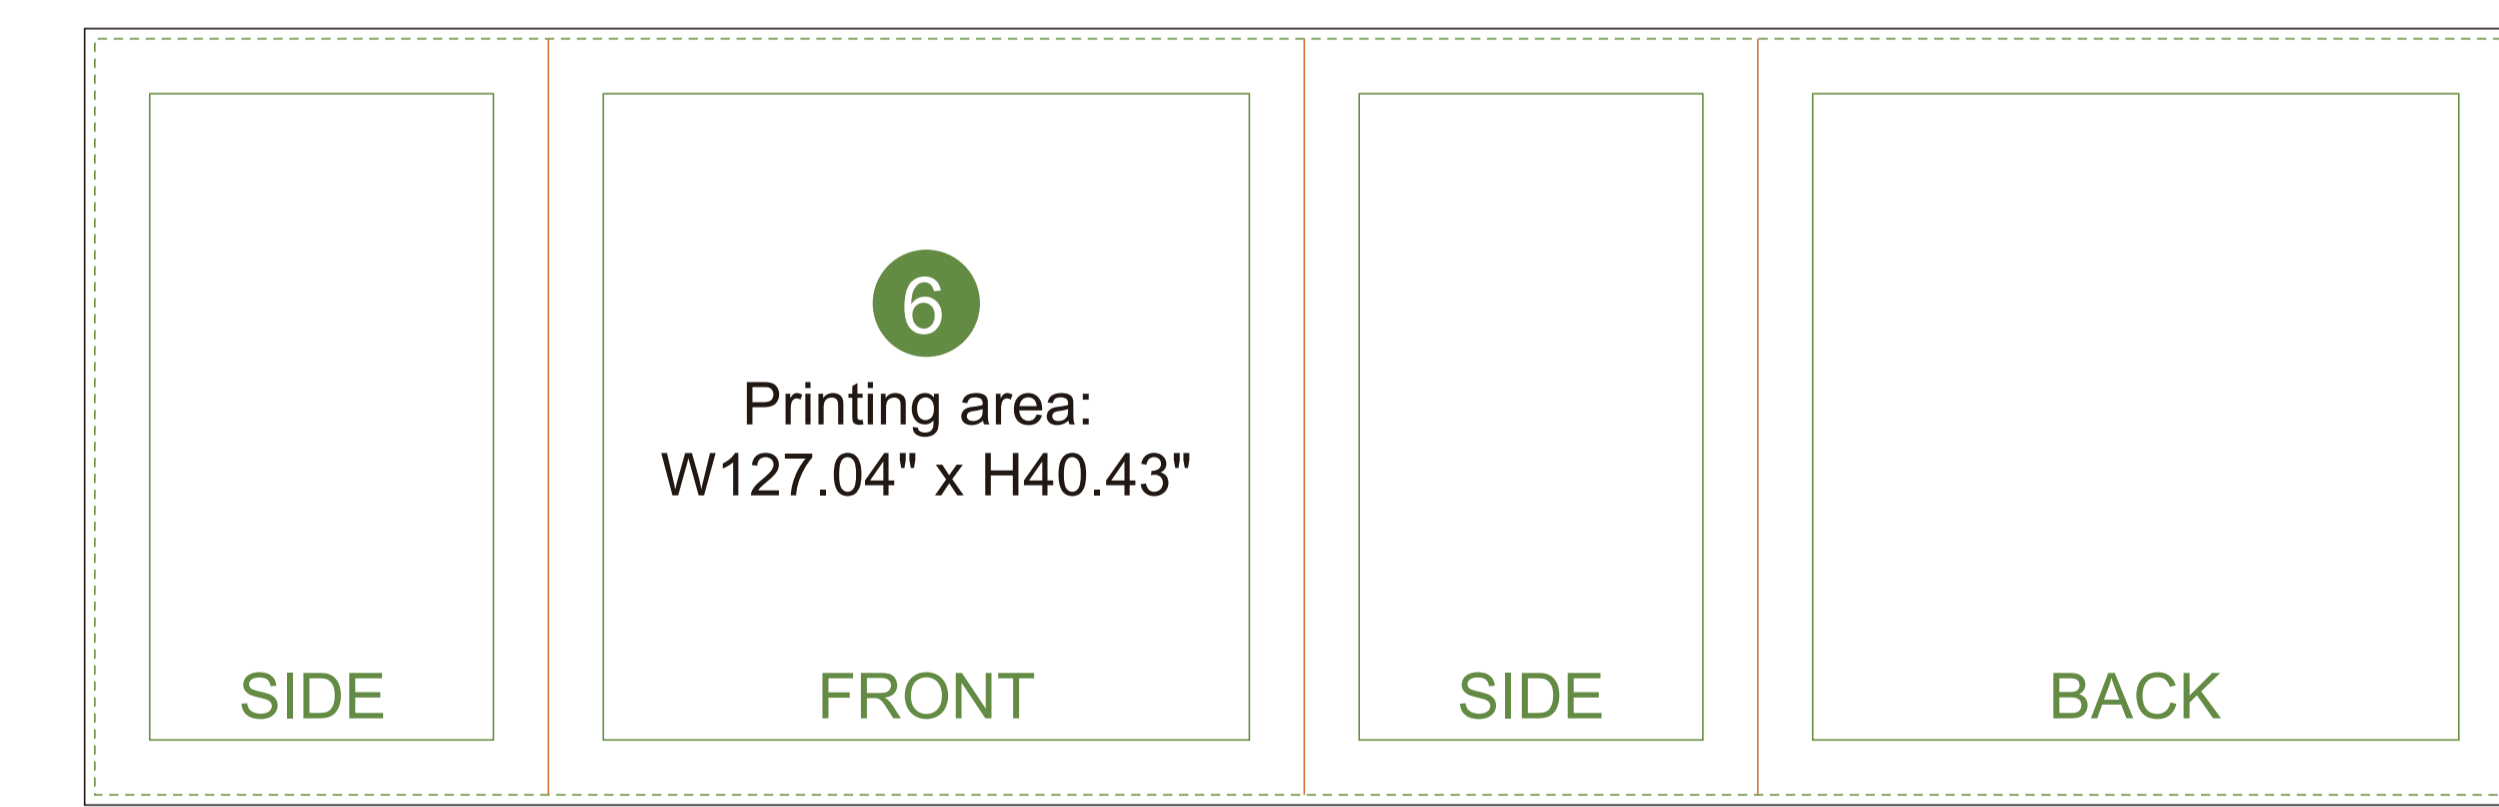 6
Printing area:
W127.04" x H40.43"
SIDE
FRONT
SIDE
BACK